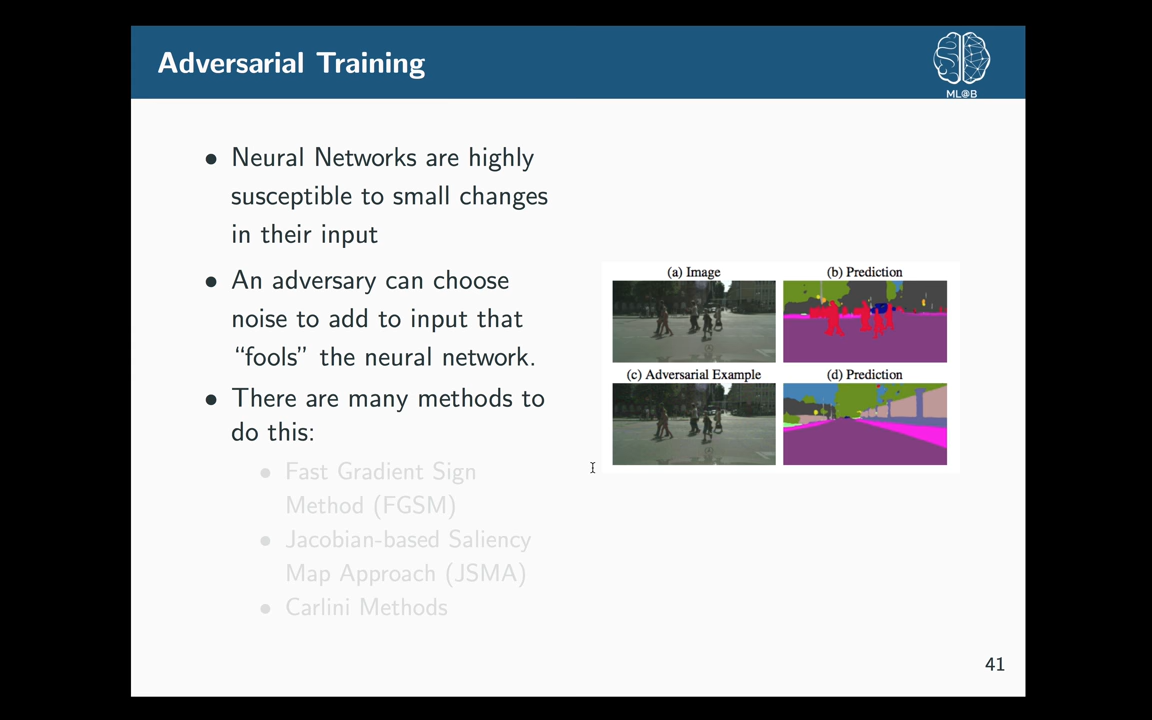 Adversarial Training
ML@B
• Neural Networks are highly
susceptible to small changes
in their input
• An adversary can choose
noise to add to input that
“fools” the neural network.
• There are many methods to
do this:
• Fast Gradient Sign
Method (FGSM)
• Jacobian-based Saliency
Map Approach (JSMA)
• Carlini Methods
(a) Image
(b) Prediction
(c) Adversarial Example
(d) Prediction
41